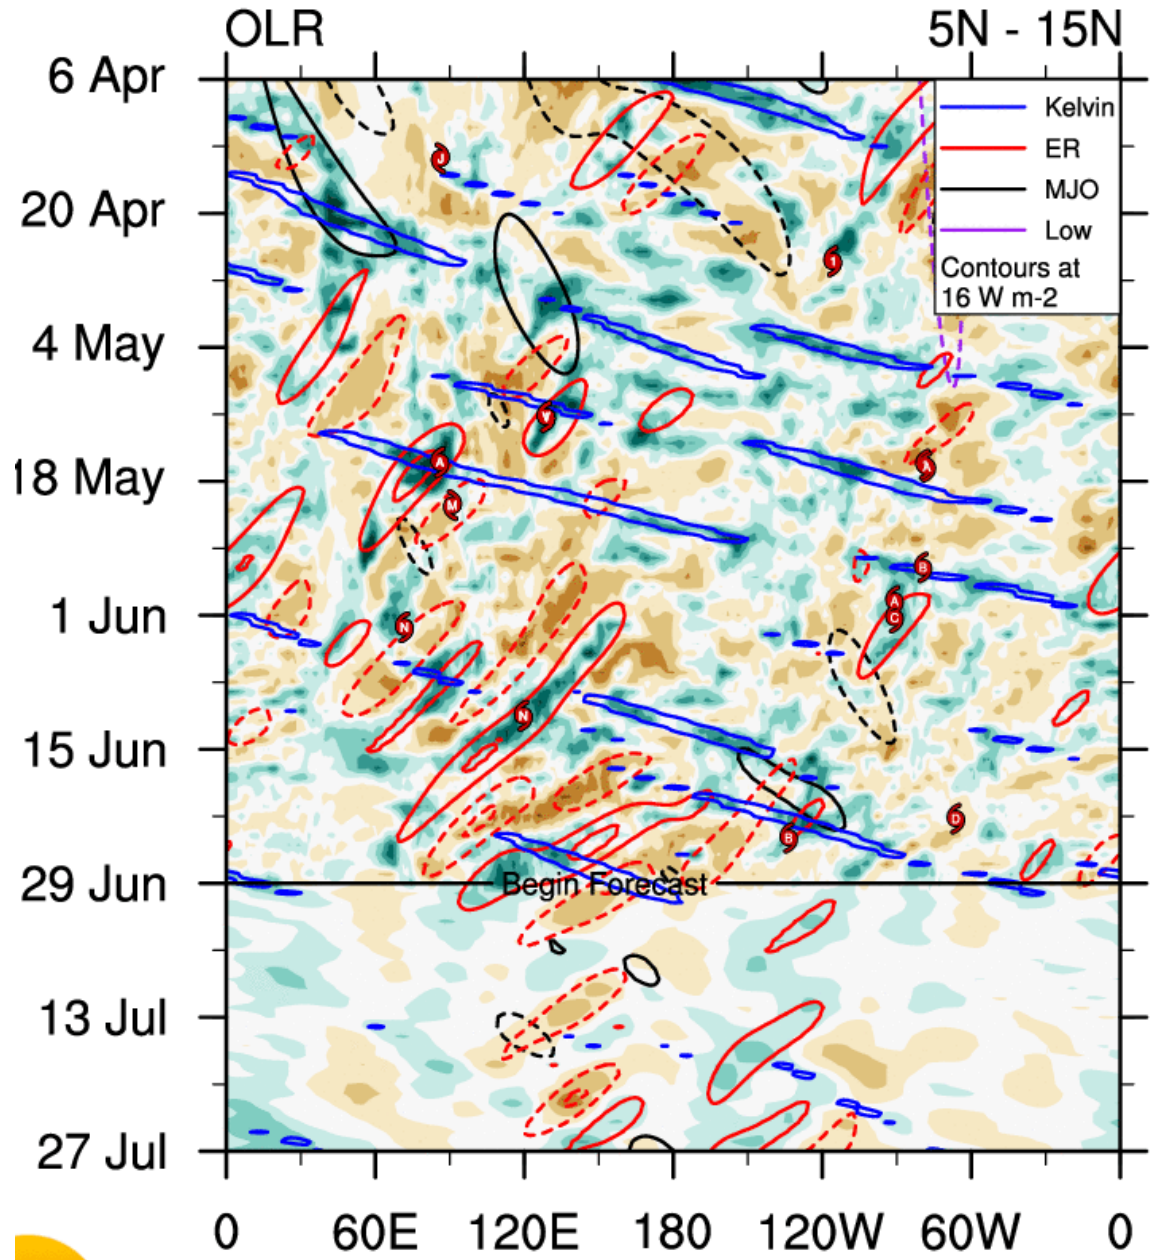 OLR 5N - 15N
6 Apr
Kelvin
ER
MJO
Low
Contours at
16 W m-2
J
20 Apr
1
4 May
V
18 May
A
A
M
B
1 Jun
A
N
C
N
15 Jun
D
B
29 Jun
Begin Forecast
13 Jul
27 Jul
0 60E 120E 180 120W 60W 0